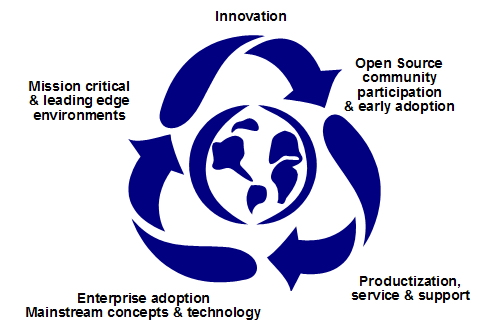 Innovation
Open Source
community
participation
& early adoption
Mission critical
& leading edge
environments
Productization,
service & support
Enterprise adoption
Mainstream concepts & technology